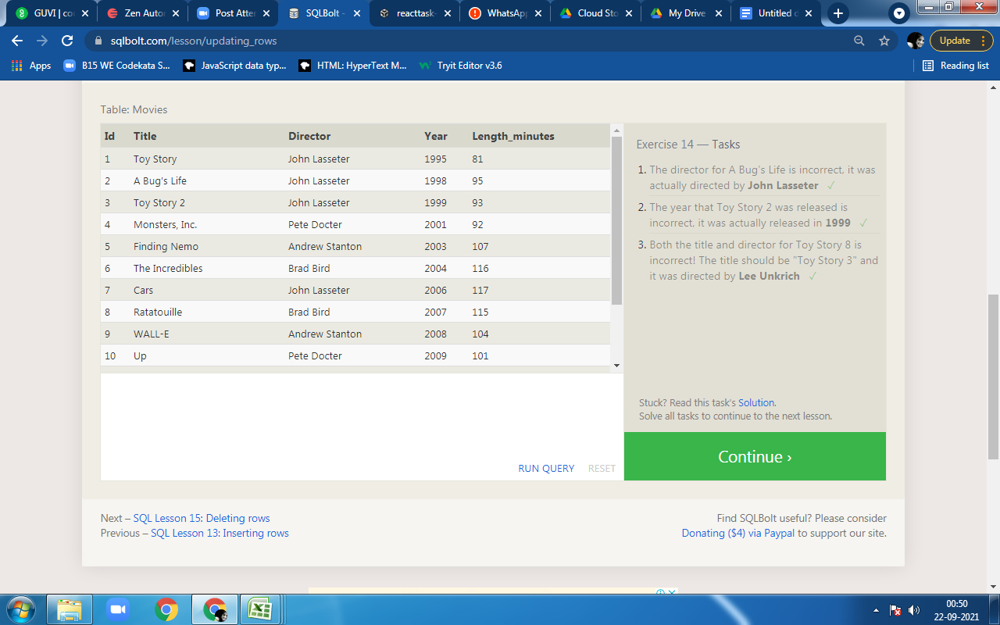 GUVI | co
Zen Auto
Post Atte
SQLBolt -
reacttask-
WhatsAp
Cloud Sto
My Drive
Untitled
sqlbolt.com/lesson/updating_rows
Update
Apps
B15 WE Codekata S...
JavaScript data typ...
HTML: HyperText M...
Tryit Editor v3.6
Reading list
Table: Movies
Id Title Director Year Length_minutes
1 Toy Story John Lasseter 1995 81
2 A Bug's Life John Lasseter 1998 95
3 Toy Story 2 John Lasseter 1999 93
4 Monsters, Inc. Pete Docter 2001 92
5 Finding Nemo Andrew Stanton 2003 107
6 The Incredibles Brad Bird 2004 116
7 Cars John Lasseter 2006 117
8 Ratatouille Brad Bird 2007 115
9 WALL-E Andrew Stanton 2008 104
10 Up Pete Docter 2009 101
RUN QUERY RESET
Exercise 14 — Tasks
1. The director for A Bug's Life is incorrect, it was
actually directed by John Lasseter ✓
2. The year that Toy Story 2 was released is
incorrect, it was actually released in 1999 ✓
3. Both the title and director for Toy Story 8 is
incorrect! The title should be "Toy Story 3" and
it was directed by Lee Unkrich ✓
Stuck? Read this task's Solution.
Solve all tasks to continue to the next lesson.
Continue ›
Next – SQL Lesson 15: Deleting rows
Previous – SQL Lesson 13: Inserting rows
Find SQLBolt useful? Please consider
Donating ($4) via Paypal to support our site.
00:50
22-09-2021